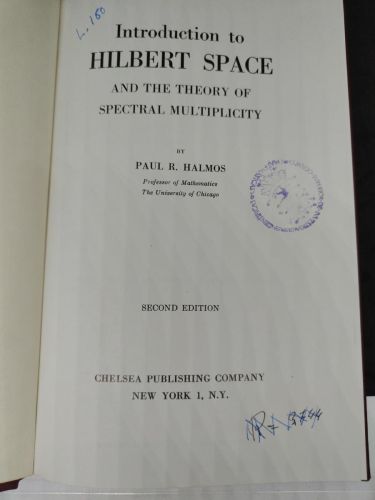 L. 180
Introduction to
HILBERT SPACE
AND THE THEORY OF
SPECTRAL MULTIPLICITY
BY
PAUL R. HALMOS
Professor of Mathematics
The University of Chicago
SECOND EDITION
CHELSEA PUBLISHING COMPANY
NEW YORK 1, N.Y.